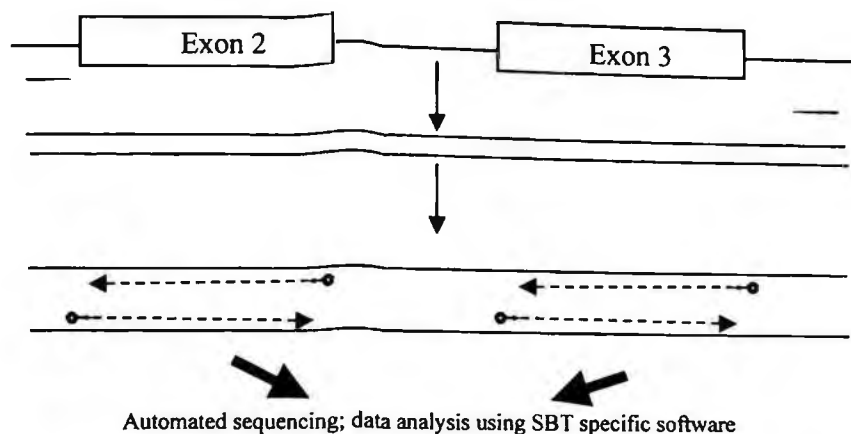 Exon 2
Exon 3
Automated sequencing; data analysis using SBT specific software